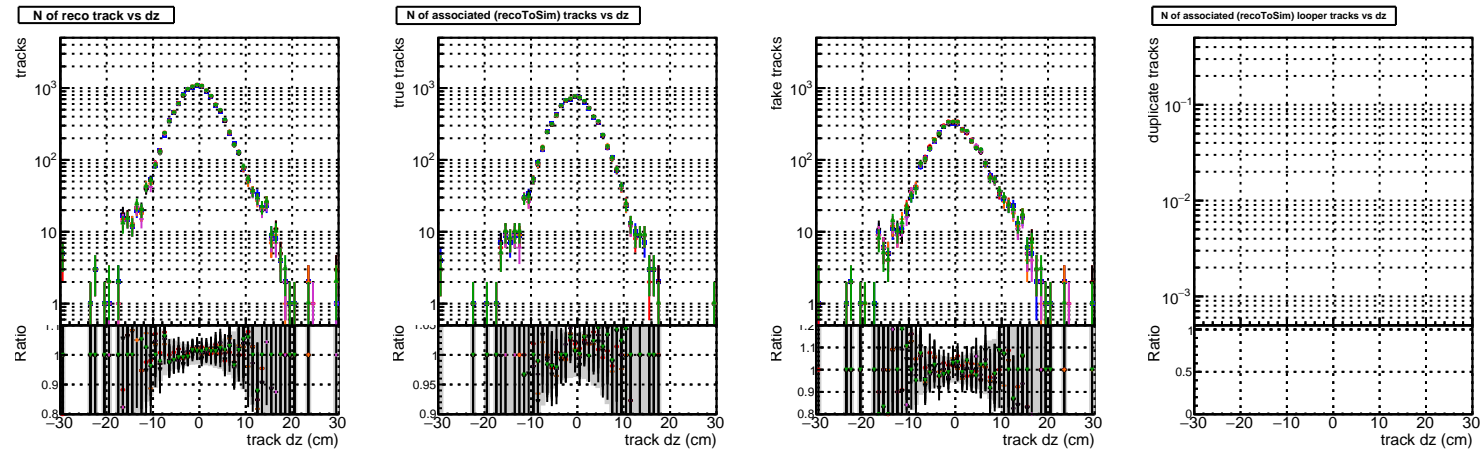 N of reco track vs dz
tracks
10³
10²
10
1
Ratio
1.1
1
0.9
0.8
−30 −20 −10 0 10 20 30
track dz (cm)
N of associated (recoToSim) tracks vs dz
true tracks
10³
10²
10
1
Ratio
1.05
1
0.95
0.9
−30 −20 −10 0 10 20 30
track dz (cm)
fake tracks
10³
10²
10
1
Ratio
1.2
1.1
1.0
0.9
0.8
−30 −20 −10 0 10 20 30
track dz (cm)
N of associated (recoToSim) looper tracks vs dz
duplicate tracks
10⁻¹
10⁻²
10⁻³
Ratio
1
0.5
0
−30 −20 −10 0 10 20 30
track dz (cm)